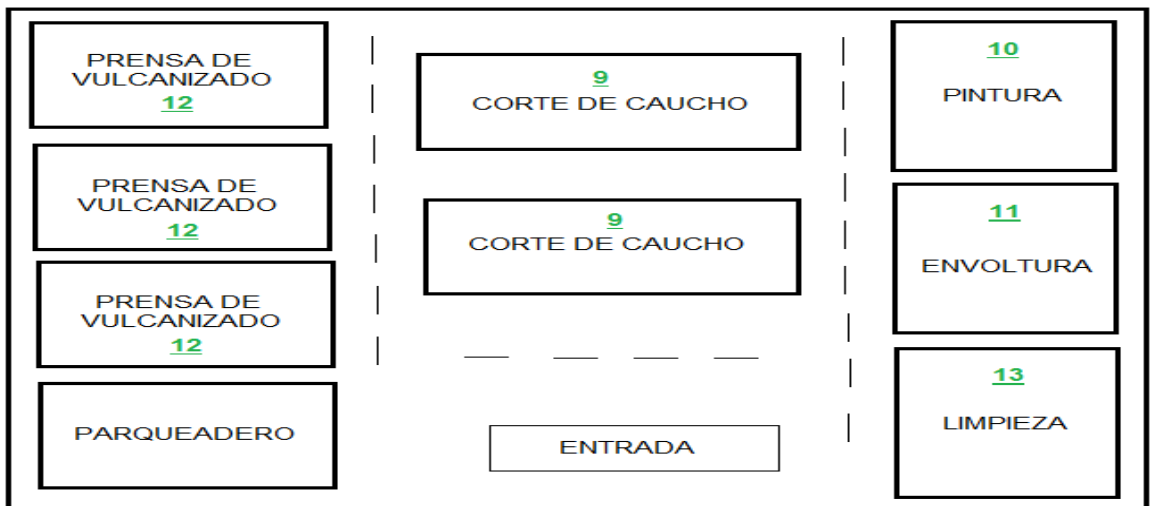 PRENSA DE
VULCANIZADO
12
PRENSA DE
VULCANIZADO
12
PRENSA DE
VULCANIZADO
12
PARQUEADERO
9
CORTE DE CAUCHO
9
CORTE DE CAUCHO
ENTRADA
10
PINTURA
11
ENVOLTURA
13
LIMPIEZA